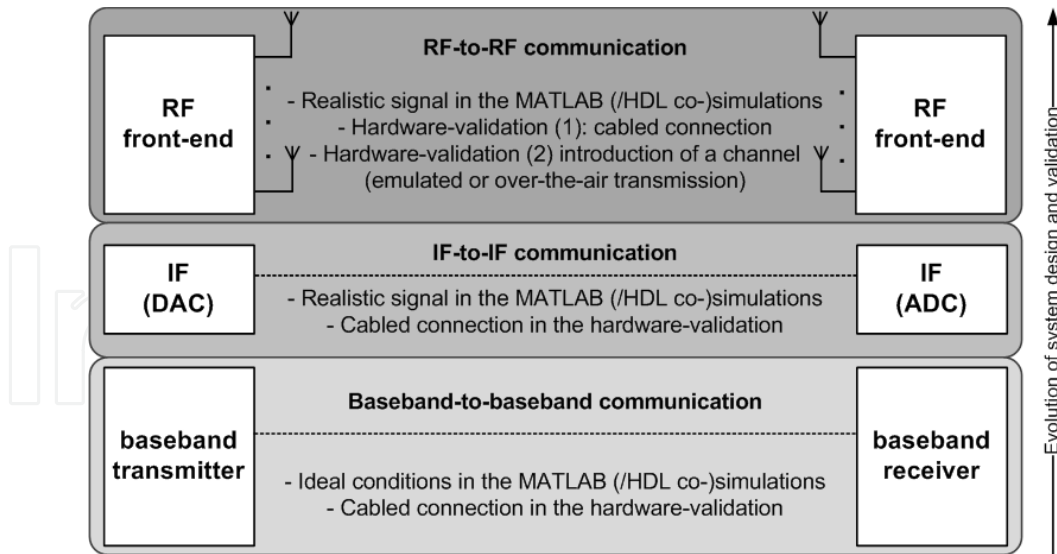 RF-to-RF communication
RF
front-end
- Realistic signal in the MATLAB (/HDL co-)simulations
- Hardware-validation (1): cabled connection
- Hardware-validation (2) introduction of a channel
(emulated or over-the-air transmission)
RF
front-end
IF-to-IF communication
IF
(DAC)
- Realistic signal in the MATLAB (/HDL co-)simulations
- Cabled connection in the hardware-validation
IF
(ADC)
Baseband-to-baseband communication
baseband
transmitter
- Ideal conditions in the MATLAB (/HDL co-)simulations
- Cabled connection in the hardware-validation
baseband
receiver
Evolution of system design and validation